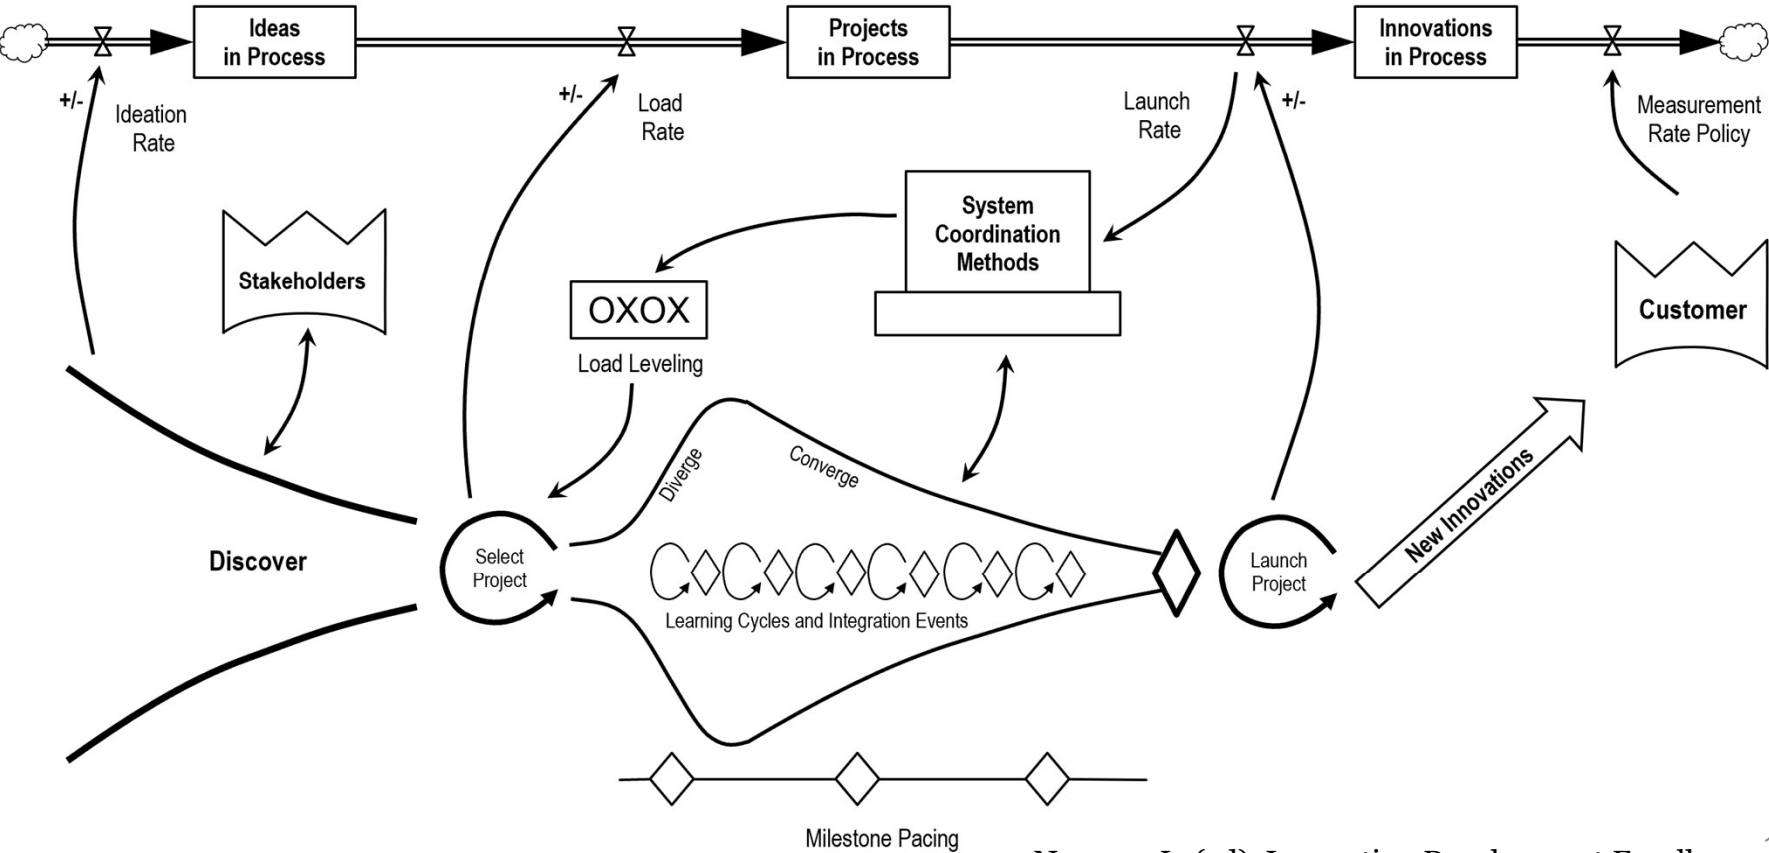 Ideas
in Process
Projects
in Process
Innovations
in Process
+/-
Ideation
Rate
+/-
Load
Rate
Launch
Rate
+/-
Measurement
Rate Policy
Stakeholders
System
Coordination
Methods
OXOX
Load Leveling
Customer
Diverge
Converge
New Innovations
Discover
Select
Project
Learning Cycles and Integration Events
Launch
Project
Milestone Pacing